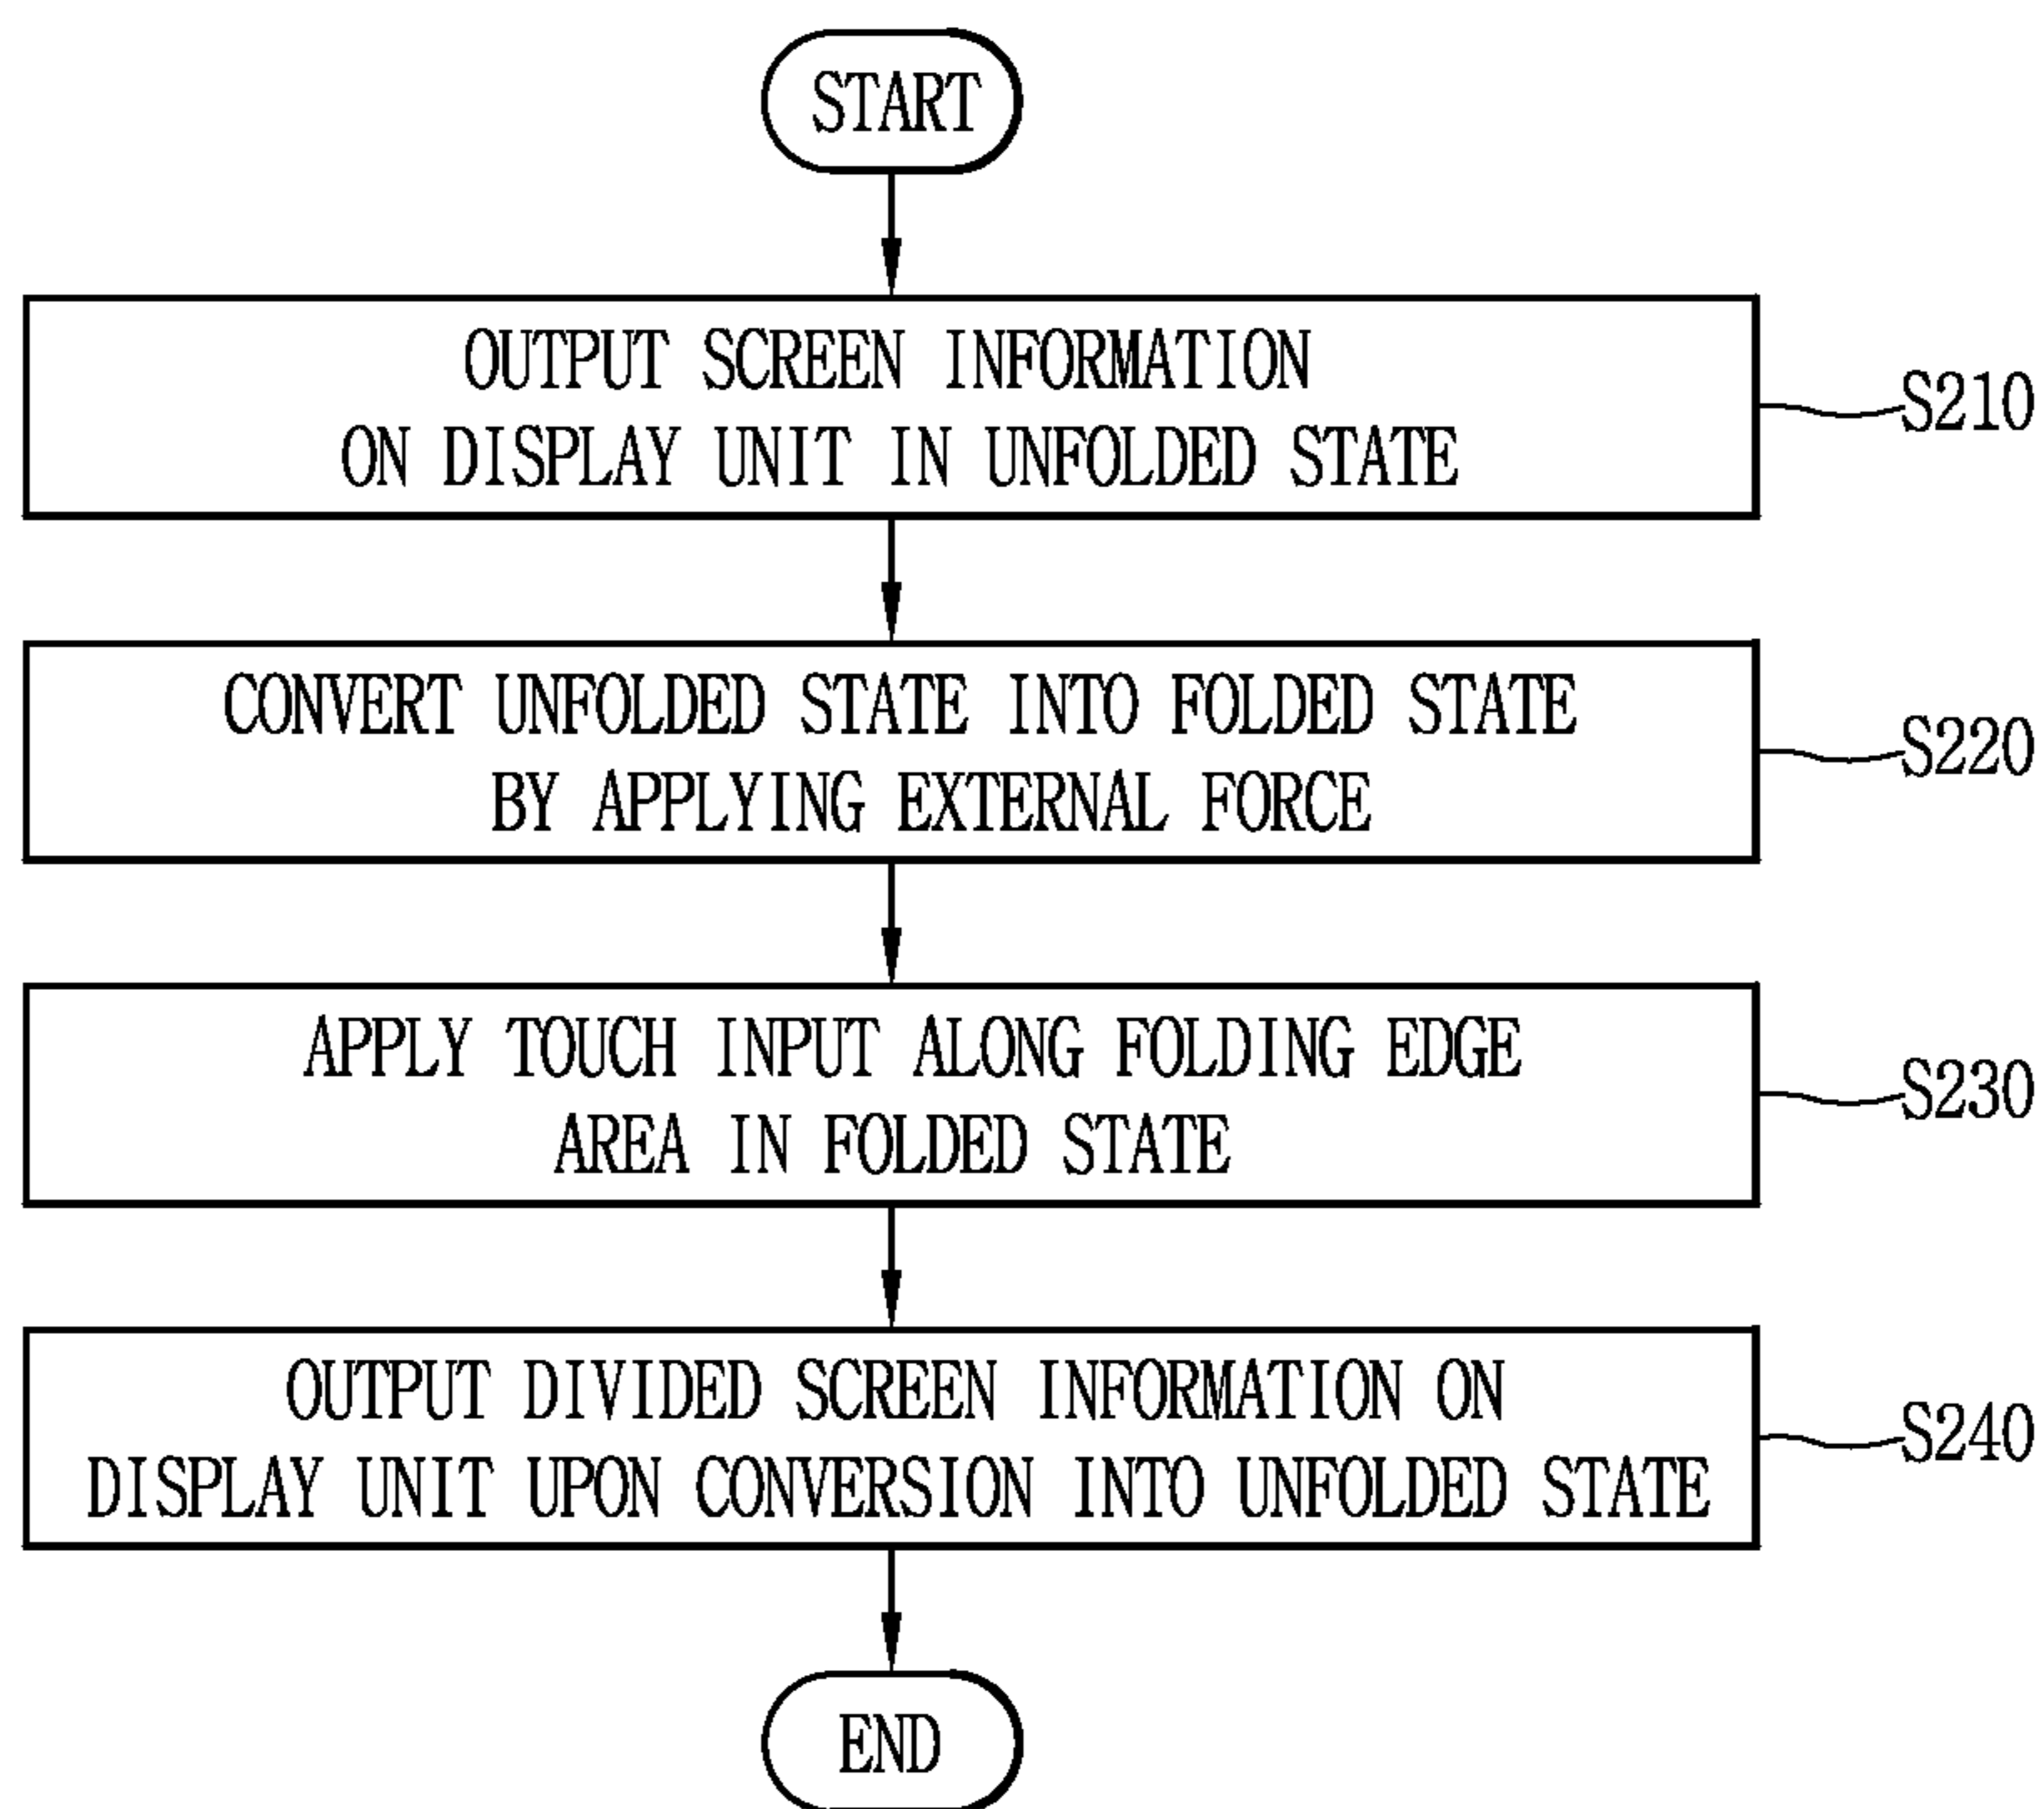 START
OUTPUT SCREEN INFORMATION
ON DISPLAY UNIT IN UNFOLDED STATE
S210
CONVERT UNFOLDED STATE INTO FOLDED STATE
BY APPLYING EXTERNAL FORCE
S220
APPLY TOUCH INPUT ALONG FOLDING EDGE
AREA IN FOLDED STATE
S230
OUTPUT DIVIDED SCREEN INFORMATION ON
DISPLAY UNIT UPON CONVERSION INTO UNFOLDED STATE
S240
END